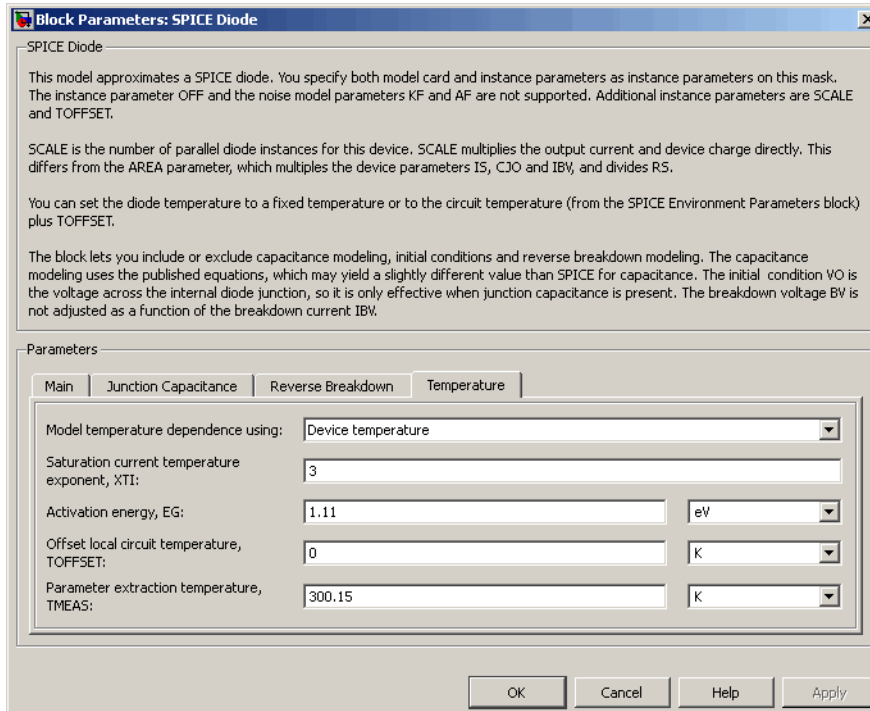 Block Parameters: SPICE Diode
SPICE Diode
This model approximates a SPICE diode. You specify both model card and instance parameters as instance parameters on this mask.
The instance parameter OFF and the noise model parameters KF and AF are not supported. Additional instance parameters are SCALE
and TOFFSET.
SCALE is the number of parallel diode instances for this device. SCALE multiplies the output current and device charge directly. This
differs from the AREA parameter, which multiples the device parameters IS, CJO and IBV, and divides RS.
You can set the diode temperature to a fixed temperature or to the circuit temperature (from the SPICE Environment Parameters block)
plus TOFFSET.
The block lets you include or exclude capacitance modeling, initial conditions and reverse breakdown modeling. The capacitance
modeling uses the published equations, which may yield a slightly different value than SPICE for capacitance. The initial  condition VO is
the voltage across the internal diode junction, so it is only effective when junction capacitance is present. The breakdown voltage BV is
not adjusted as a function of the breakdown current IBV.
Parameters
Main Junction Capacitance Reverse Breakdown Temperature
Model temperature dependence using: Device temperature
Saturation current temperature
exponent, XTI: 3
Activation energy, EG: 1.11 eV
Offset local circuit temperature,
TOFFSET: 0 K
Parameter extraction temperature,
TMEAS: 300.15 K
OK Cancel Help Apply